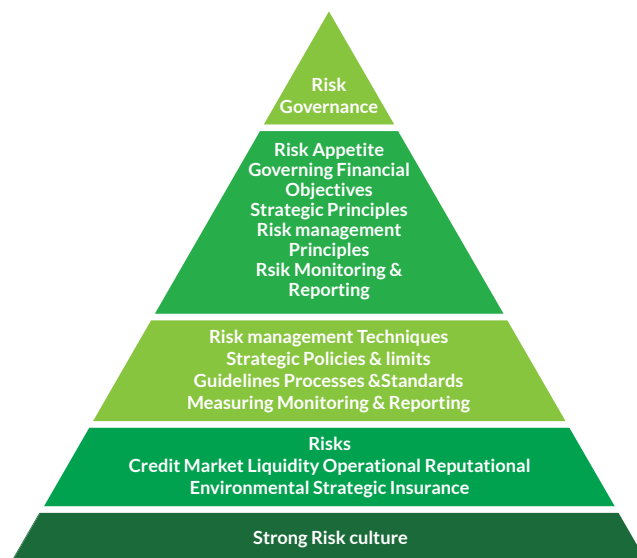 Risk
Governance
Risk Appetite
Governing Financial
Objectives
Strategic Principles
Risk management
Principles
Rsik Monitoring &
Reporting
Risk management Techniques
Strategic Policies & limits
Guidelines Processes &Standards
Measuring Monitoring & Reporting
Risks
Credit Market Liquidity Operational Reputational
Environmental Strategic Insurance
Strong Risk culture